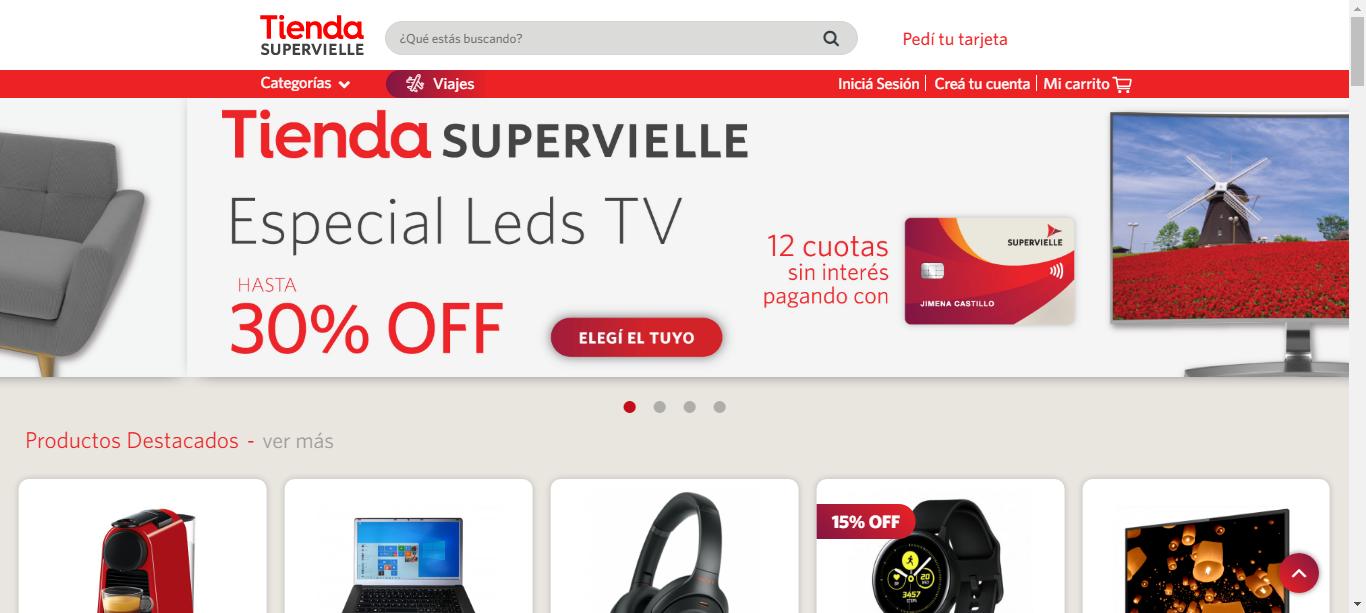 Tienda
SUPERVIELLE
¿Qué estás buscando?
Pedí tu tarjeta
Categorías
Viajes
Iniciá Sesión
Creá tu cuenta
Mi carrito
Tienda SUPERVIELLE
Especial Leds TV
HASTA
30% OFF
ELEGÍ EL TUYO
12 cuotas
sin interés
pagando con
SUPERVIELLE
JIMENA CASTILLO
Productos Destacados - ver más
15% OFF
3457
STEPS